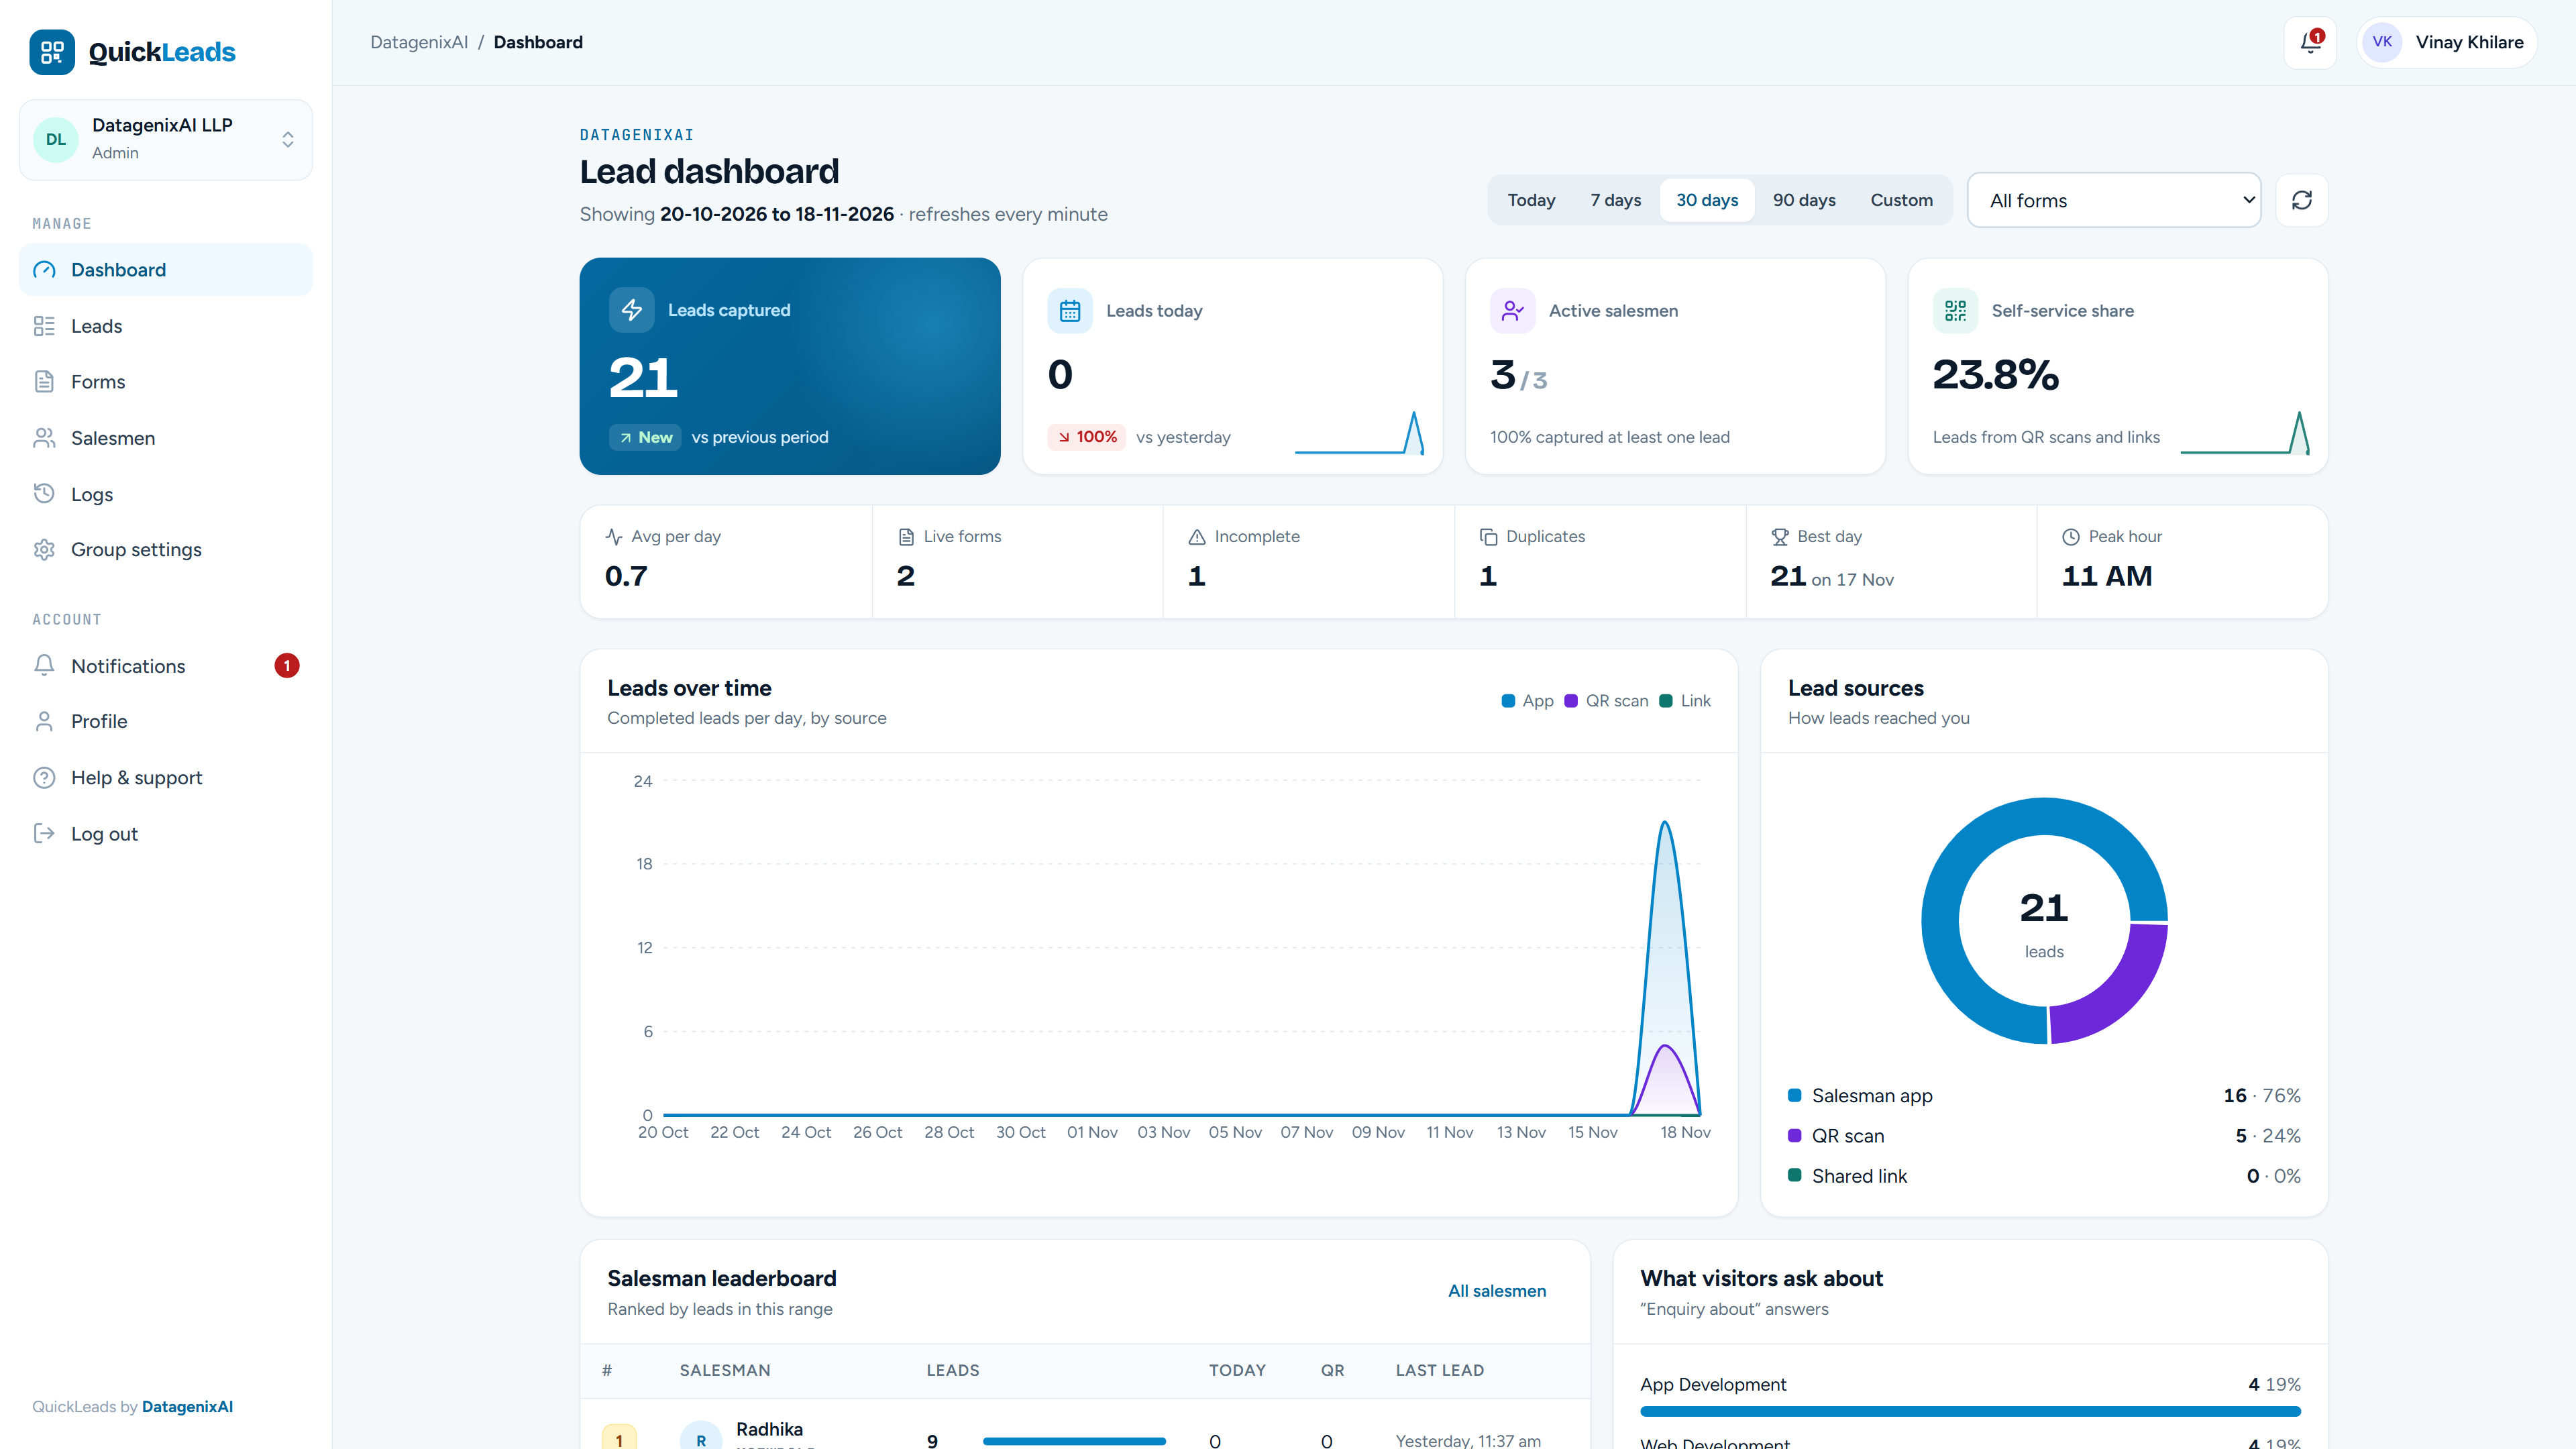 QuickLeads
DL
DatagenixAI LLP
Admin
MANAGE
Dashboard
Leads
Forms
Salesmen
Logs
Group settings
ACCOUNT
Notifications
1
Profile
Help & support
Log out
QuickLeads by DatagenixAI
DatagenixAI / Dashboard
1
VK
Vinay Khilare
DATAGENIXAI
Lead dashboard
Showing 20-10-2026 to 18-11-2026 · refreshes every minute
Today 7 days 30 days 90 days Custom
All forms
Leads captured
21
New vs previous period
Leads today
0
100% vs yesterday
Active salesmen
3 / 3
100% captured at least one lead
Self-service share
23.8%
Leads from QR scans and links
Avg per day
0.7
Live forms
2
Incomplete
1
Duplicates
1
Best day
21 on 17 Nov
Peak hour
11 AM
Leads over time
Completed leads per day, by source
App QR scan Link
24
18
12
6
0
20 Oct 22 Oct 24 Oct 26 Oct 28 Oct 30 Oct 01 Nov 03 Nov 05 Nov 07 Nov 09 Nov 11 Nov 13 Nov 15 Nov 18 Nov
Lead sources
How leads reached you
21
leads
Salesman app 16 · 76%
QR scan 5 · 24%
Shared link 0 · 0%
Salesman leaderboard
Ranked by leads in this range
All salesmen
# SALESMAN LEADS TODAY QR LAST LEAD
1 R Radhika 9 0 0 Yesterday, 11:37 am
What visitors ask about
“Enquiry about” answers
App Development 4 19%
Web Development 4 19%